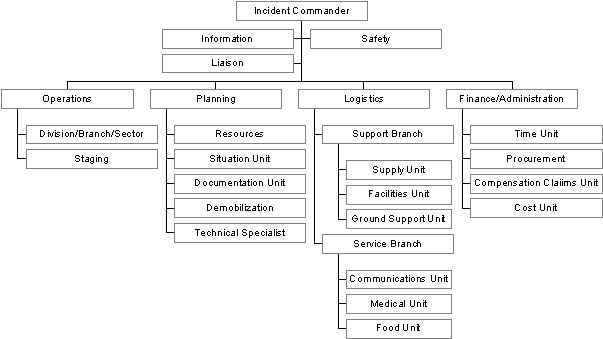 Incident Commander
Information
Safety
Liaison
Operations
Planning
Logistics
Finance/Administration
Division/Branch/Sector
Staging
Resources
Situation Unit
Documentation Unit
Demobilization
Technical Specialist
Support Branch
Supply Unit
Facilities Unit
Ground Support Unit
Service Branch
Communications Unit
Medical Unit
Food Unit
Time Unit
Procurement
Compensation Claiims Unit
Cost Unit